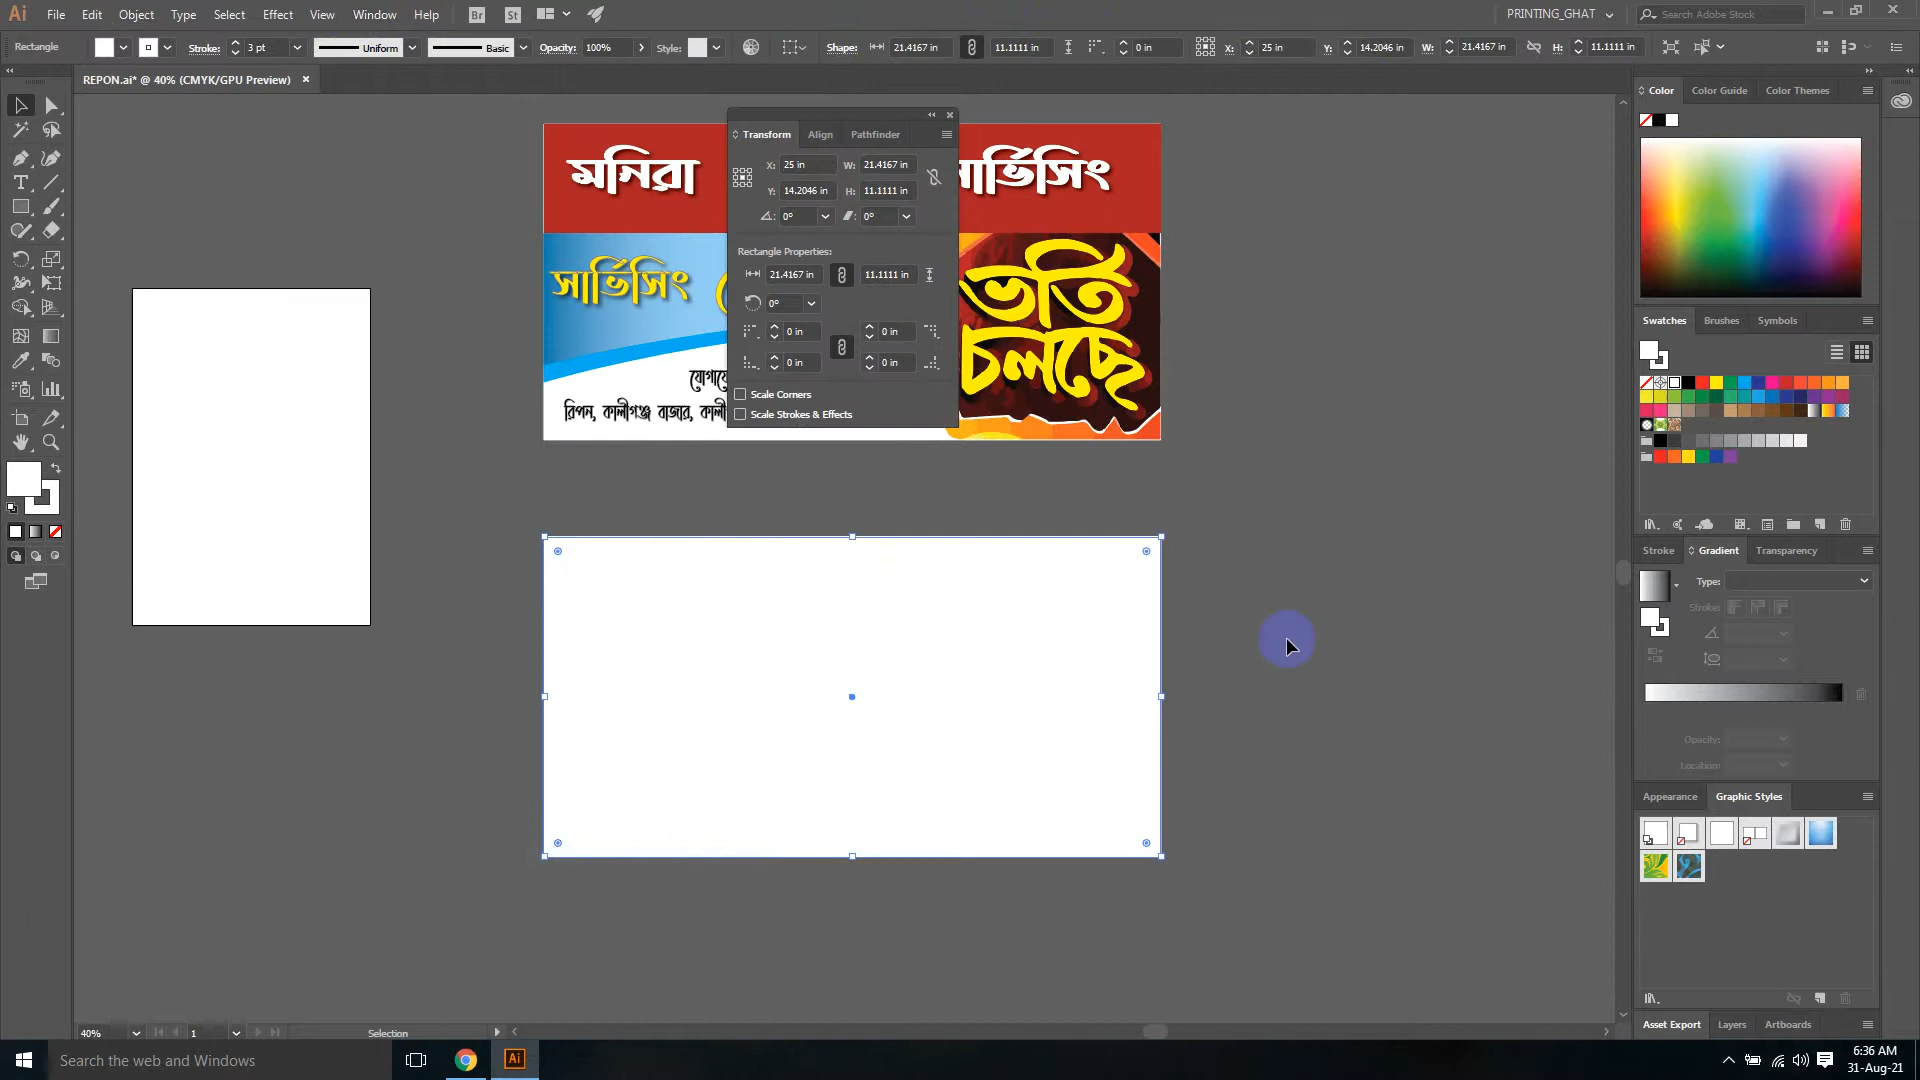 Ai File Edit Object Type Select Effect View Window Help Br St PRINTING_GHAT Search Adobe Stock
Rectangle Stroke: 3 pt Uniform Basic Opacity: 100% Style: Shape: 21.4167 in 11.1111 in 0 in X: 25 in Y: 14.2046 in W: 21.4167 in H: 11.1111 in
REPON.ai* @ 40% (CMYK/GPU Preview)
Color Color Guide Color Themes
Transform Align Pathfinder
X: 25 in W: 21.4167 in
Y: 14.2046 in H: 11.1111 in
0° 0°
Rectangle Properties:
21.4167 in 11.1111 in
0°
0 in 0 in
0 in 0 in
Scale Corners
Scale Strokes & Effects
মনিরা সার্ভিসিং
সার্ভিসিং
ভর্তি
চলছে
রিপন, কালীগঞ্জ বাজার,
Swatches Brushes Symbols
Stroke Gradient Transparency
Type:
Stroke:
Opacity:
Location:
Appearance Graphic Styles
Asset Export Layers Artboards
40% 1 Selection
Search the web and Windows Ai
6:36 AM
31-Aug-21